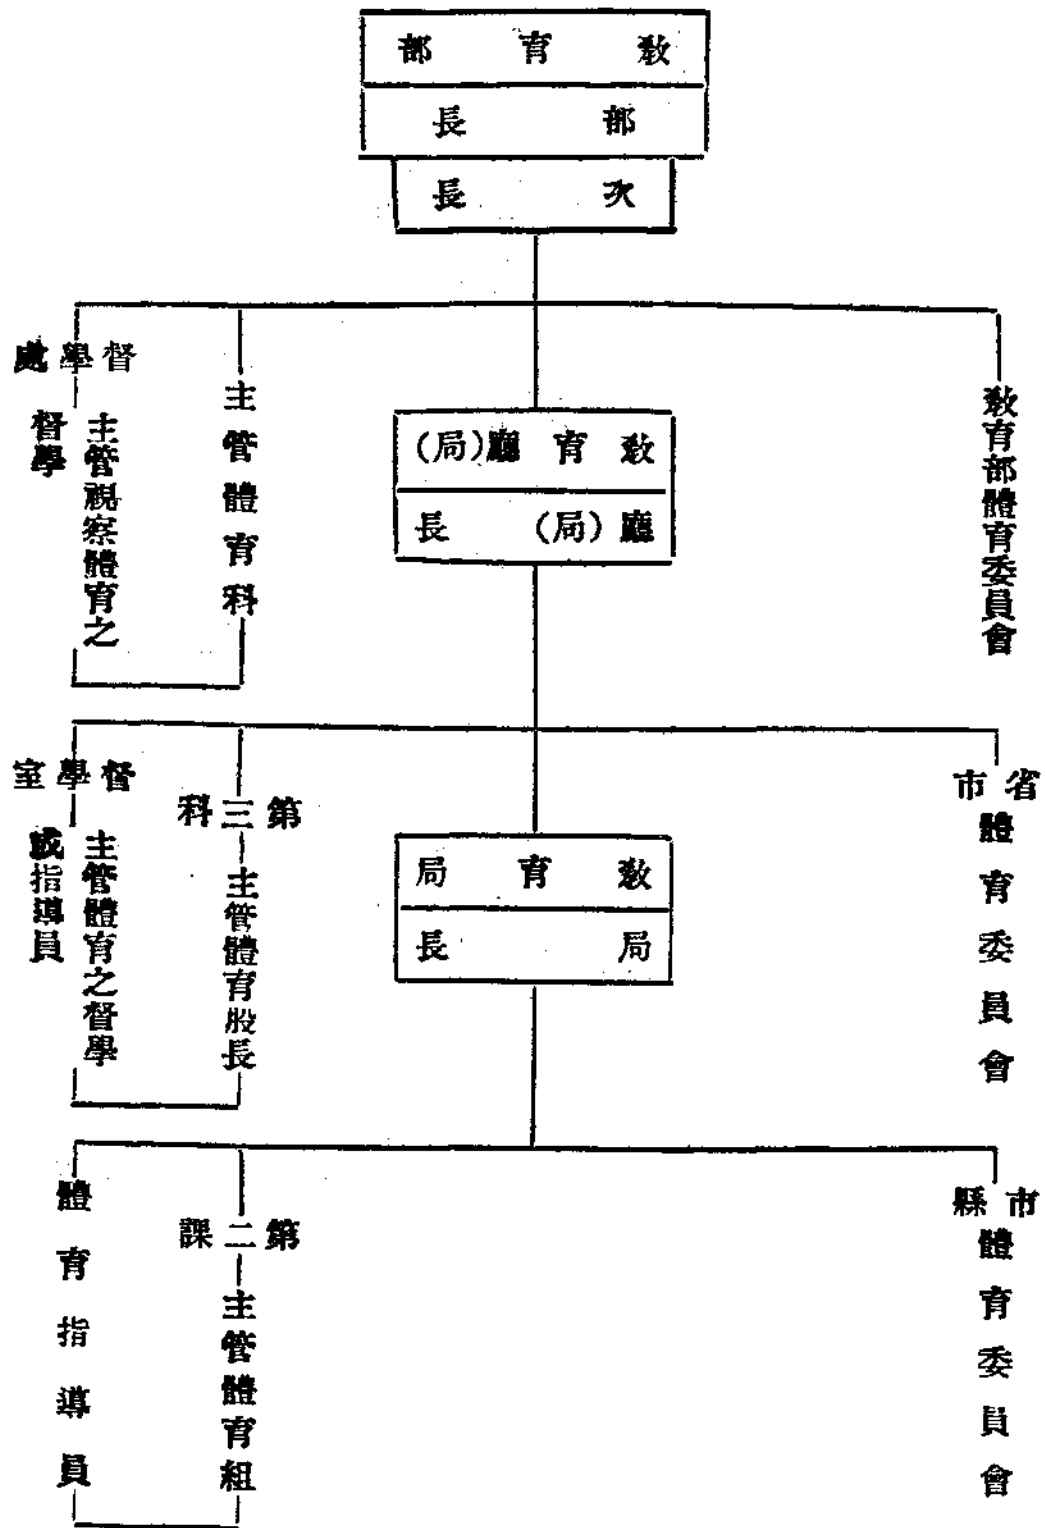 教育部
部長
次長
教育部體育委員會
教育廳(局)
廳(局)長
主管體育科
督學處
主管視察體育之
督學
省市
體育委員會
教育局
局長
第三科
主管體育股長
督學室
主管體育之督學
或指導員
市縣
體育委員會
第二課
主管體育組
體育指導員